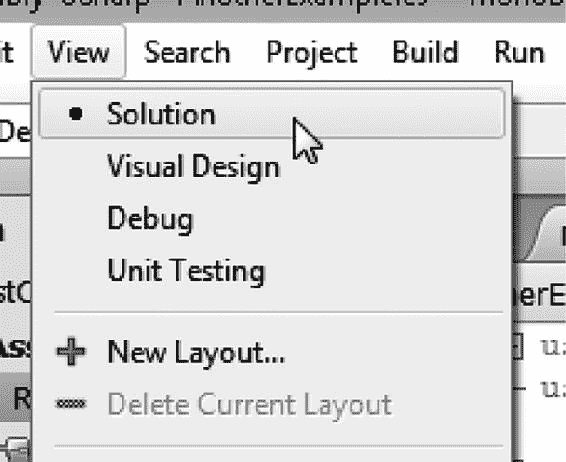 View Search Project Build Run
Solution
Visual Design
Debug
Unit Testing
New Layout...
Delete Current Layout